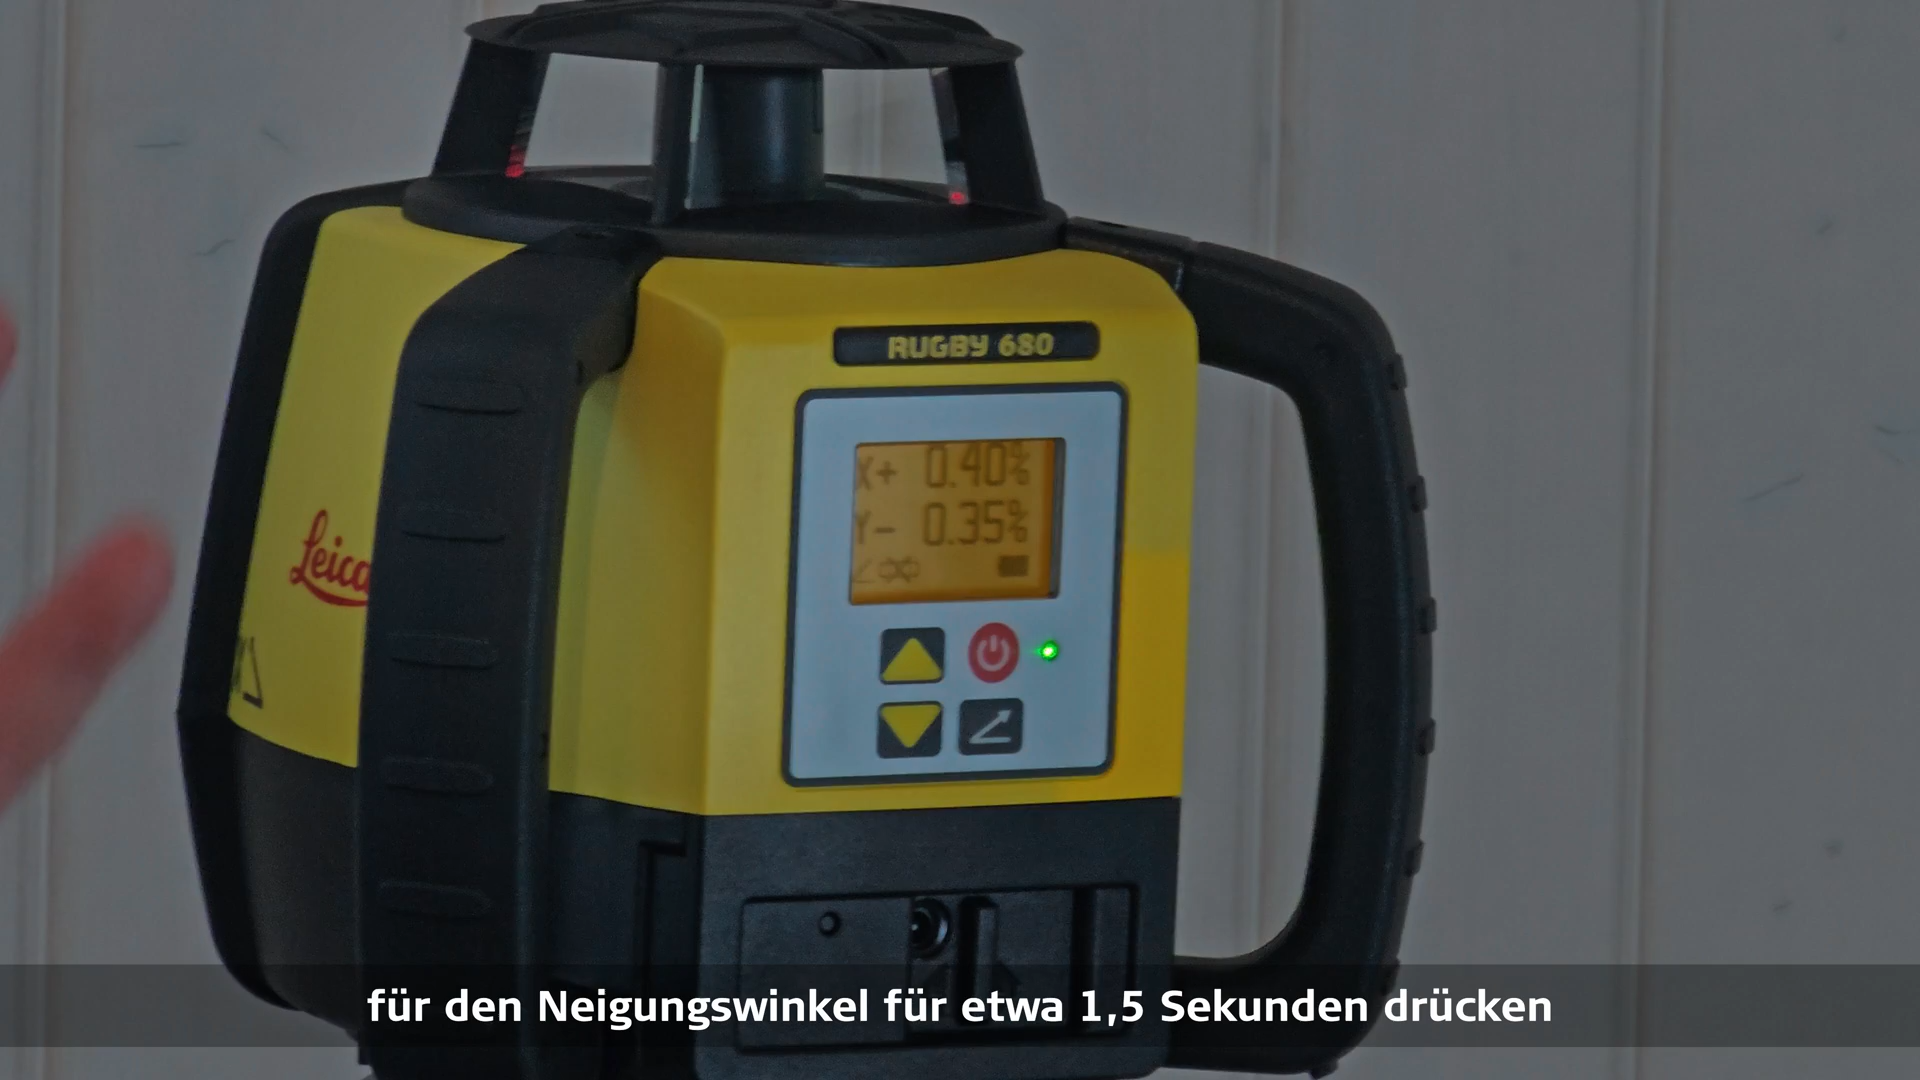 RUGBY 680
X+ 0.40%
Y- 0.35%
Leica
für den Neigungswinkel für etwa 1,5 Sekunden drücken